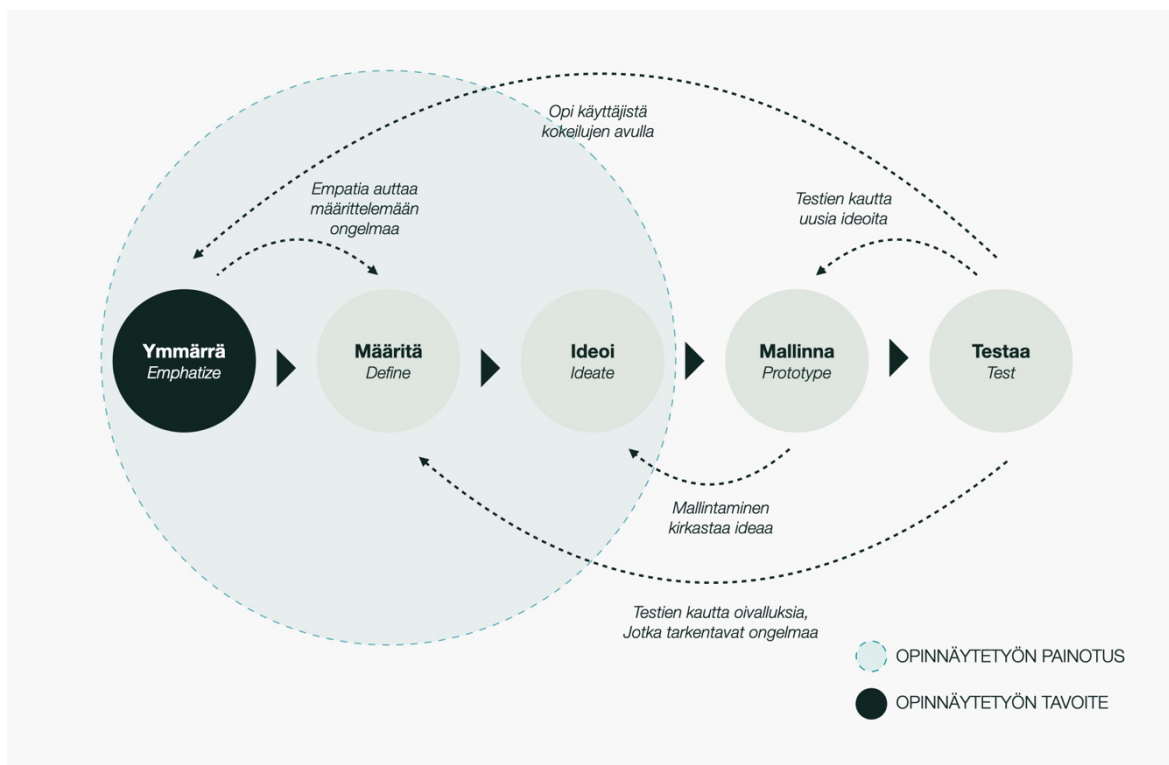 Opi käyttäjistä
kokeilujen avulla
Empatia auttaa
määrittelemään
ongelmaa
Testien kautta
uusia ideoita
Ymmärrä
Emphatize
Määritä
Define
Ideoi
Ideate
Mallinna
Prototype
Testaa
Test
Mallintaminen
kirkastaa ideaa
Testien kautta oivalluksia,
Jotka tarkentavat ongelmaa
OPINNÄYTETYÖN PAINOTUS
OPINNÄYTETYÖN TAVOITE